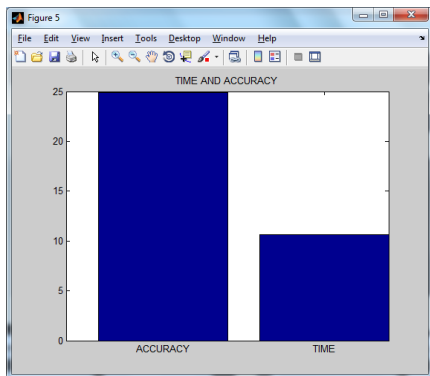 Figure 5
File Edit View Insert Tools Desktop Window Help
TIME AND ACCURACY
25
20
15
10
5
0
ACCURACY TIME